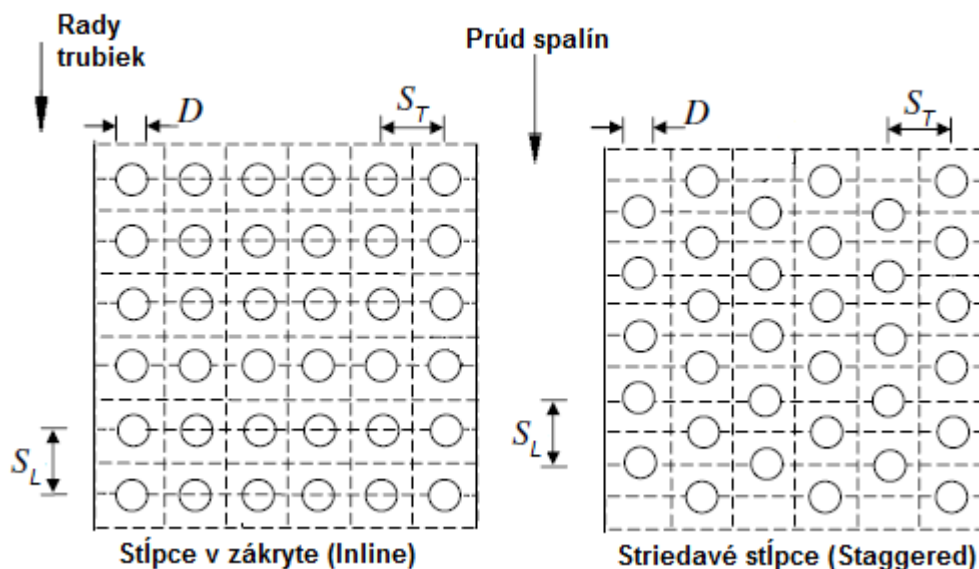 Rady
trubiek
Prúd spalín
D
S_T
D
S_T
S_L
S_L
Stĺpce v zákryte (Inline)
Striedavé stĺpce (Staggered)